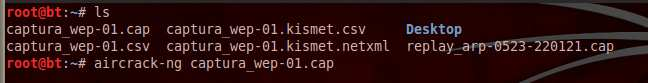 root@bt:~# ls
captura_wep-01.cap  captura_wep-01.kismet.csv     Desktop
captura_wep-01.csv  captura_wep-01.kismet.netxml  replay_arp-0523-220121.cap
root@bt:~# aircrack-ng captura_wep-01.cap